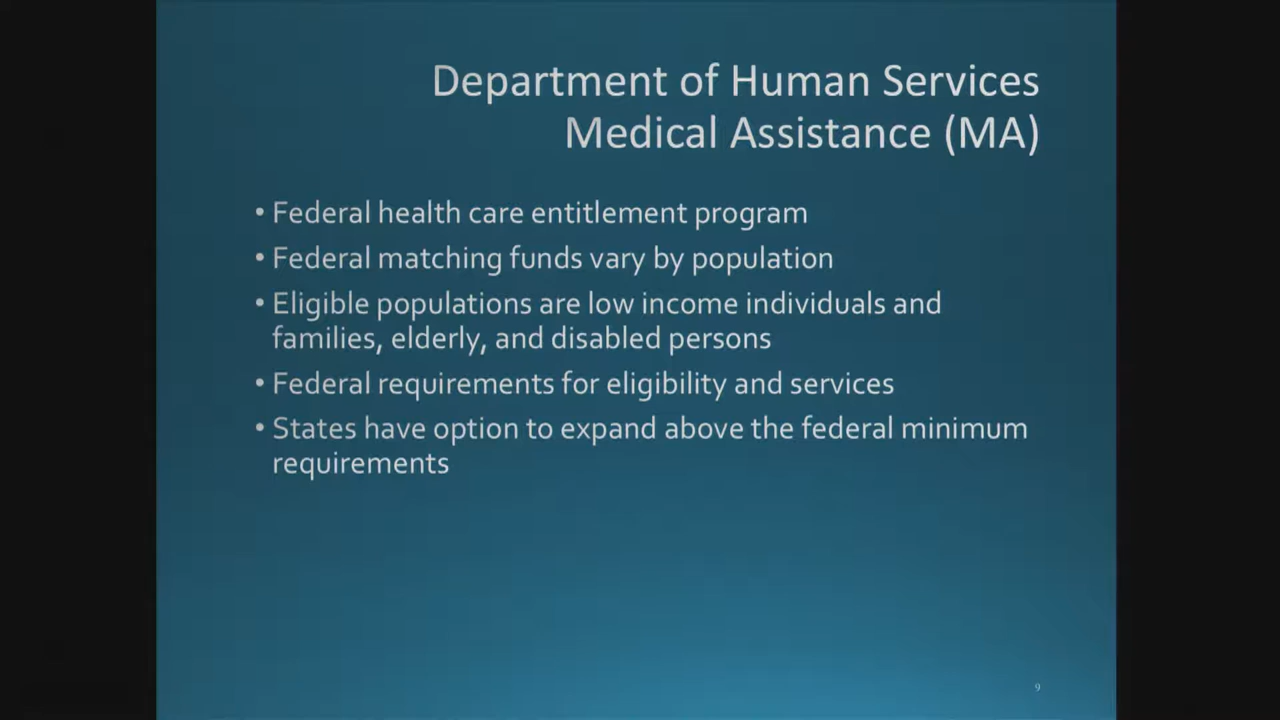 Department of Human Services
Medical Assistance (MA)
• Federal health care entitlement program
• Federal matching funds vary by population
• Eligible populations are low income individuals and
families, elderly, and disabled persons
• Federal requirements for eligibility and services
• States have option to expand above the federal minimum
requirements
9